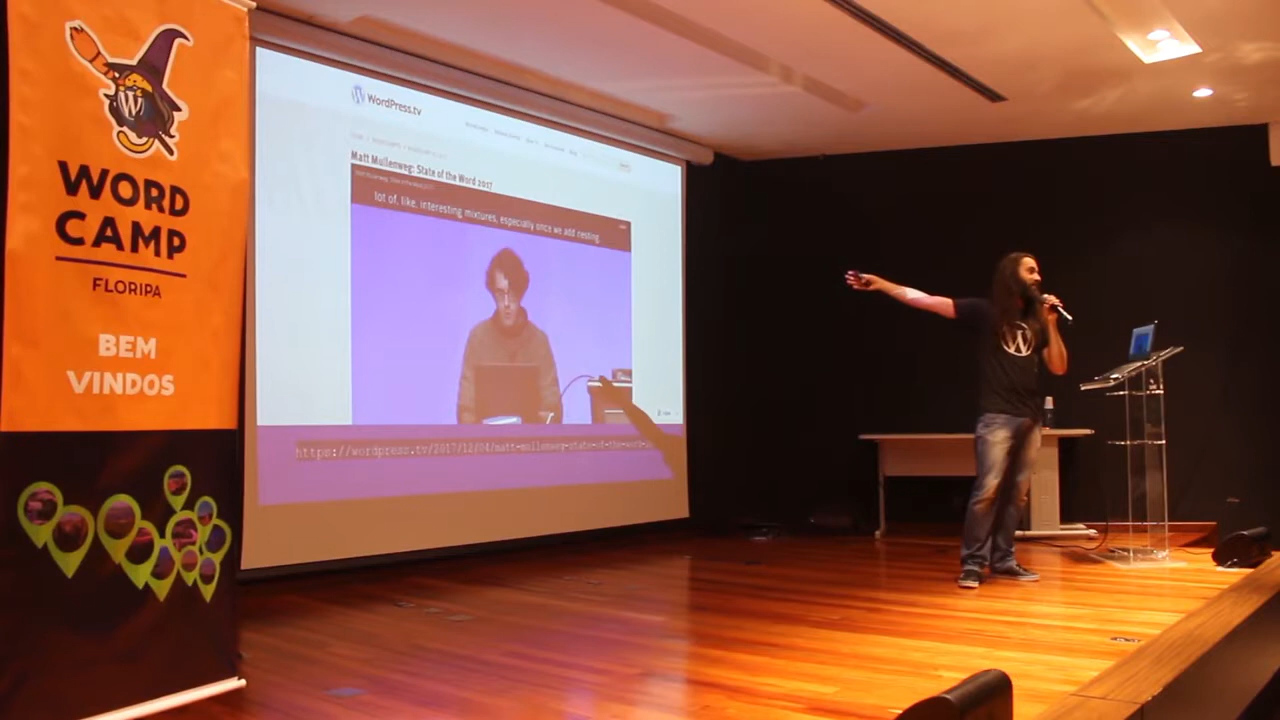 WORD
CAMP
FLORIPA
BEM
VINDOS
WordPress.tv
Matt Mullenweg: State of the Word 2017
lot of, like, interesting mixtures, especially once we add nesting.
https://wordpress.tv/2017/12/04/matt-mullenweg-state-of-the-word-